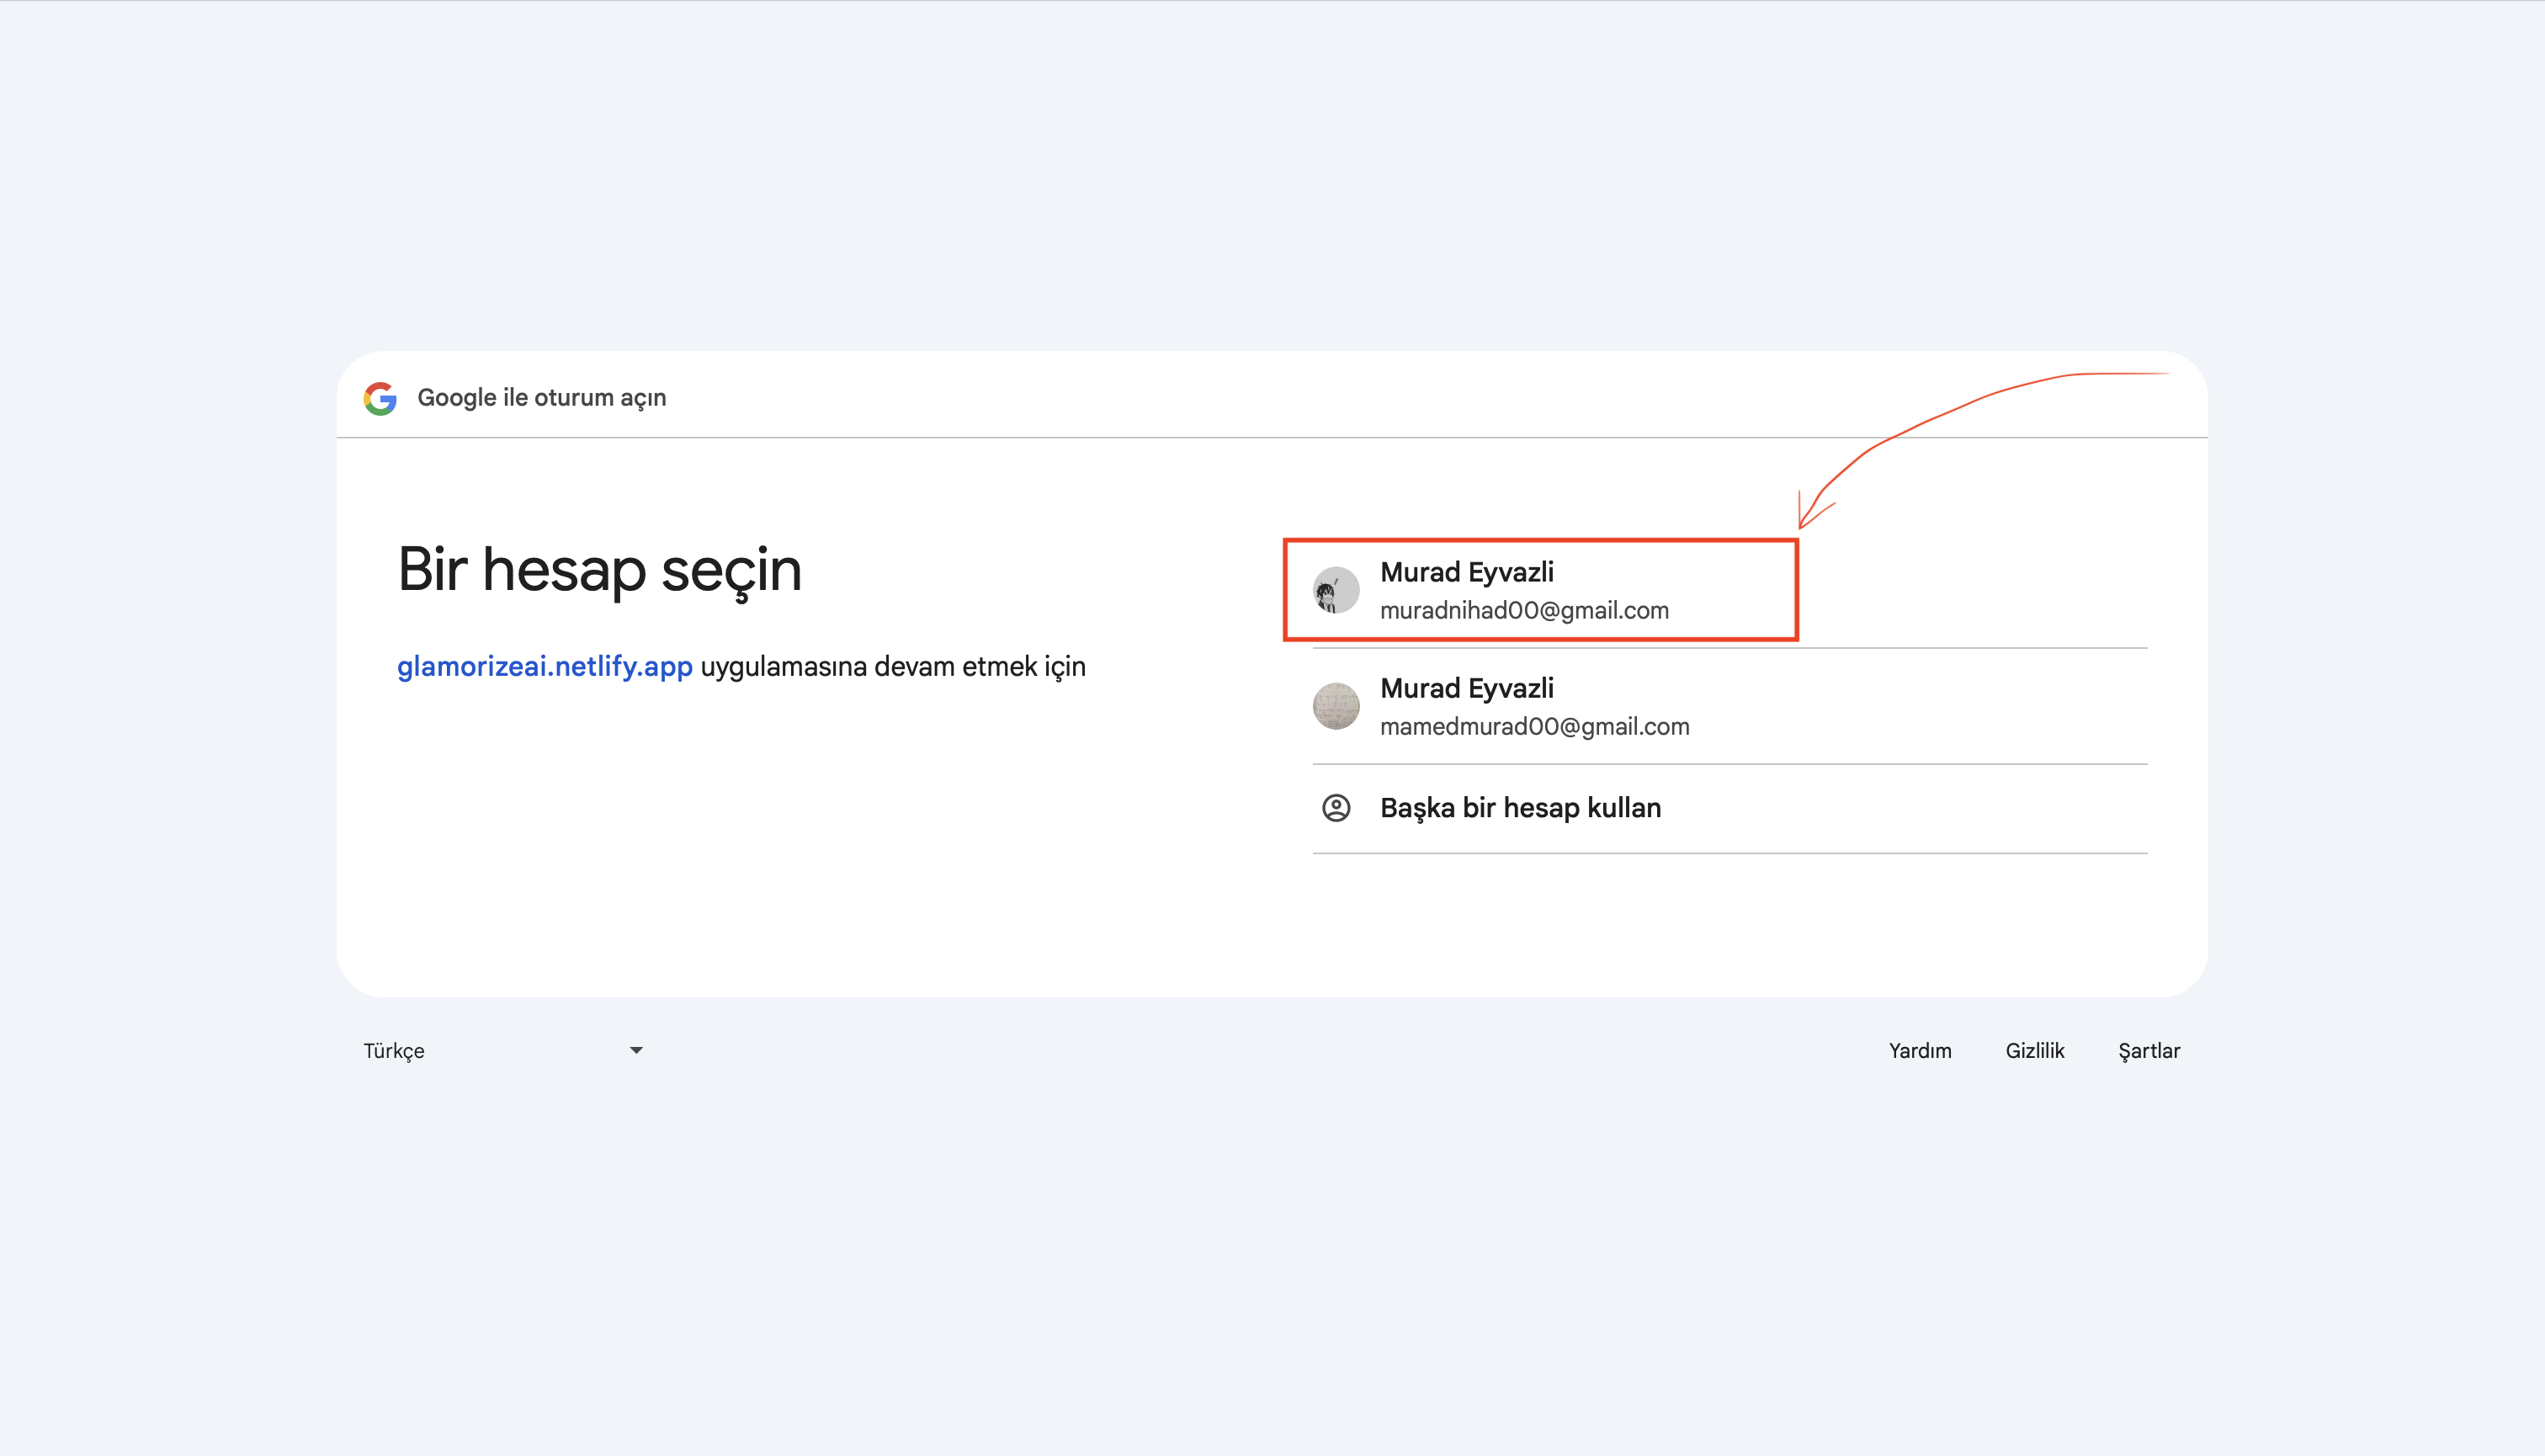 Google ile oturum açın
Bir hesap seçin
glamorizeai.netlify.app uygulamasına devam etmek için
Murad Eyvazli
muradnihad00@gmail.com
Murad Eyvazli
mamedmurad00@gmail.com
Başka bir hesap kullan
Türkçe
Yardım
Gizlilik
Şartlar